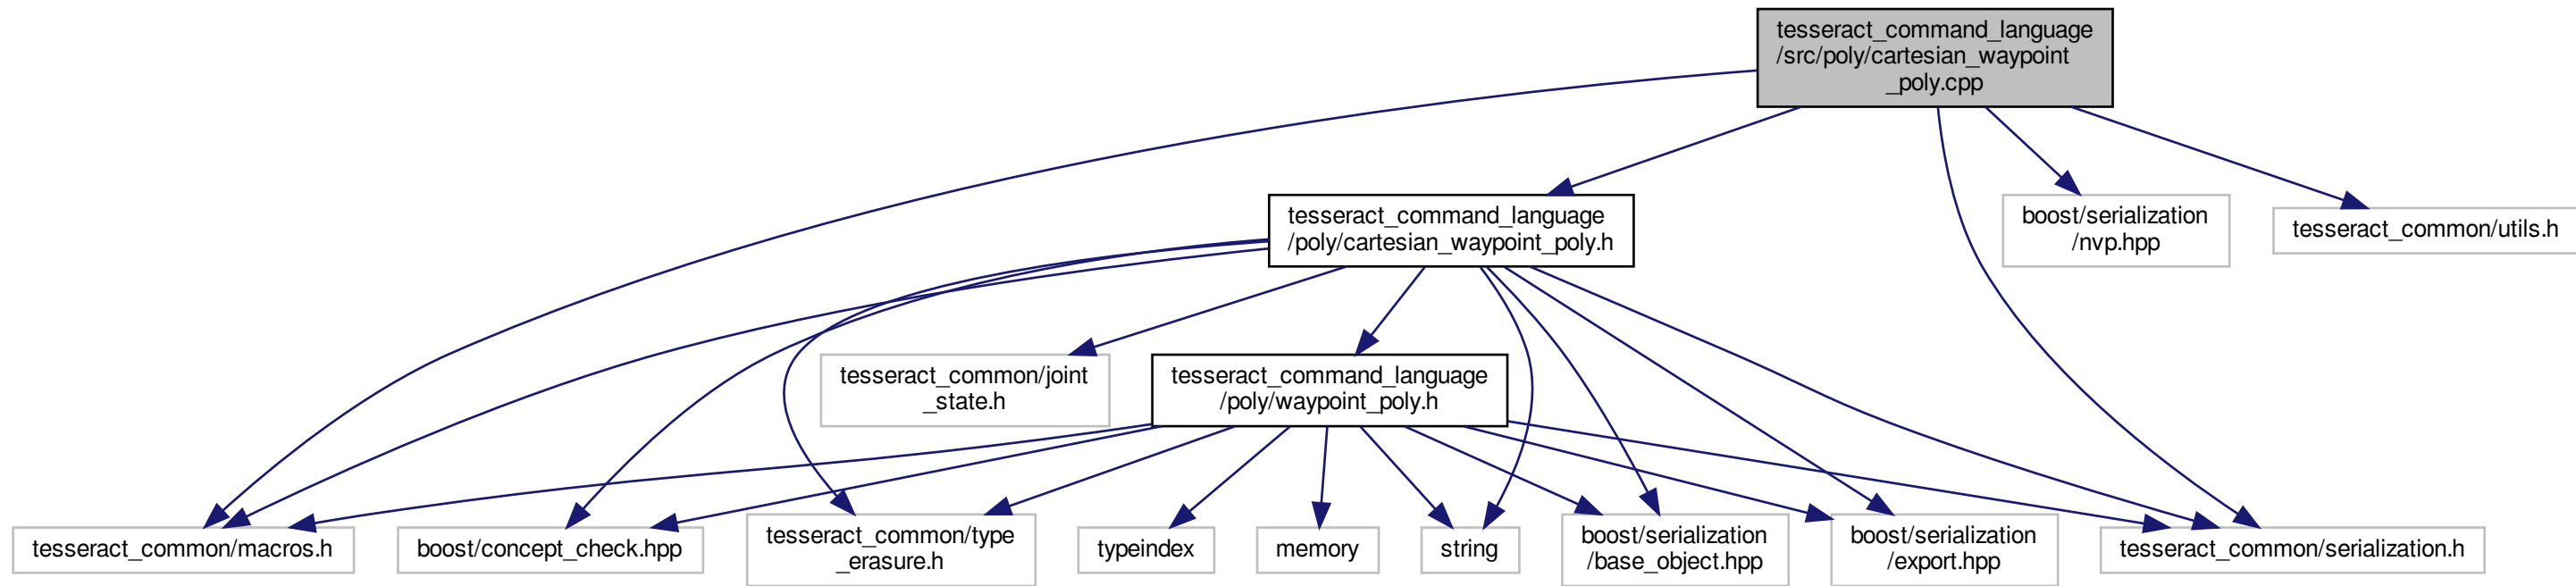 tesseract_command_language
/src/poly/cartesian_waypoint
_poly.cpp
tesseract_command_language
/poly/cartesian_waypoint_poly.h
boost/serialization
/nvp.hpp
tesseract_common/utils.h
tesseract_common/joint
_state.h
tesseract_command_language
/poly/waypoint_poly.h
tesseract_common/macros.h
boost/concept_check.hpp
tesseract_common/type
_erasure.h
typeindex
memory
string
boost/serialization
/base_object.hpp
boost/serialization
/export.hpp
tesseract_common/serialization.h